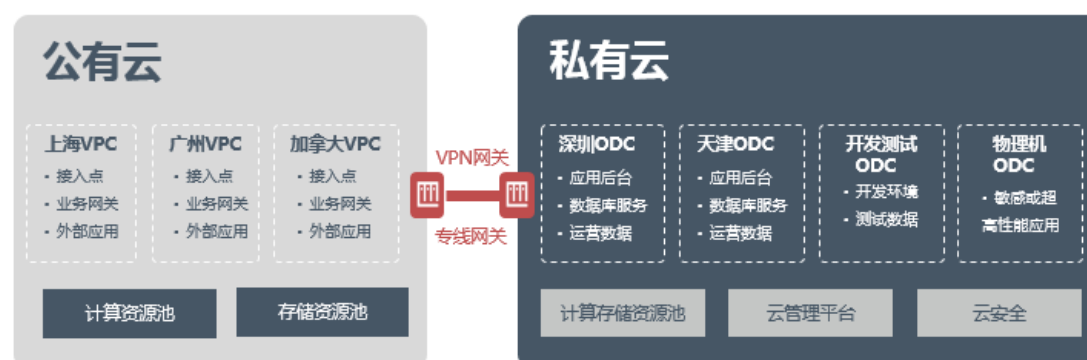 公有云
上海VPC
· 接入点
· 业务网关
· 外部应用
广州VPC
· 接入点
· 业务网关
· 外部应用
加拿大VPC
· 接入点
· 业务网关
· 外部应用
计算资源池
存储资源池
VPN网关
专线网关
私有云
深圳ODC
· 应用后台
· 数据库服务
· 运营数据
天津ODC
· 应用后台
· 数据库服务
· 运营数据
开发测试
ODC
· 开发环境
· 测试数据
物理机
ODC
· 敏感或超
高性能应用
计算存储资源池
云管理平台
云安全